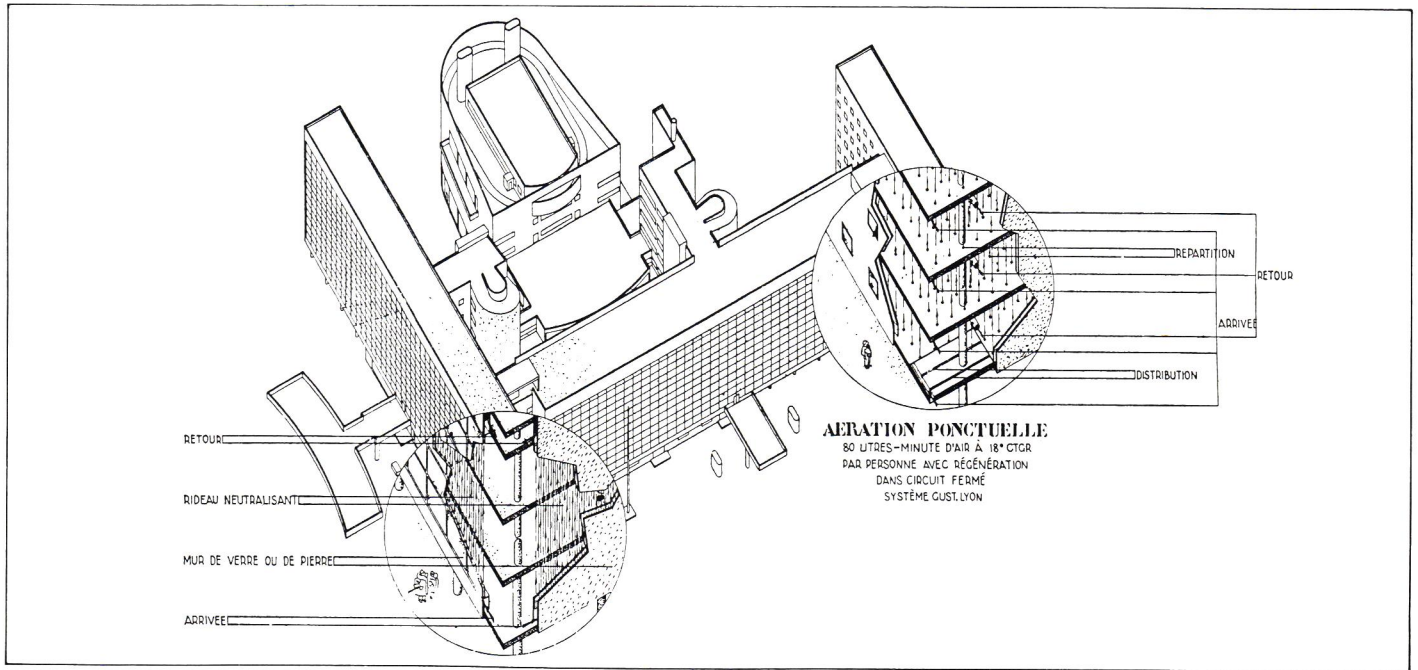 RETOUR
RIDEAU NEUTRALISANT
MUR DE VERRE OU DE PIERRE
ARRIVEE
REPARTITION
RETOUR
ARRIVEE
DISTRIBUTION
AERATION PONCTUELLE
80 LITRES-MINUTE D'AIR À 18° CTGR
PAR PERSONNE AVEC RÉGÉNÉRATION
DANS CIRCUIT FERMÉ
SYSTÈME GUST. LYON